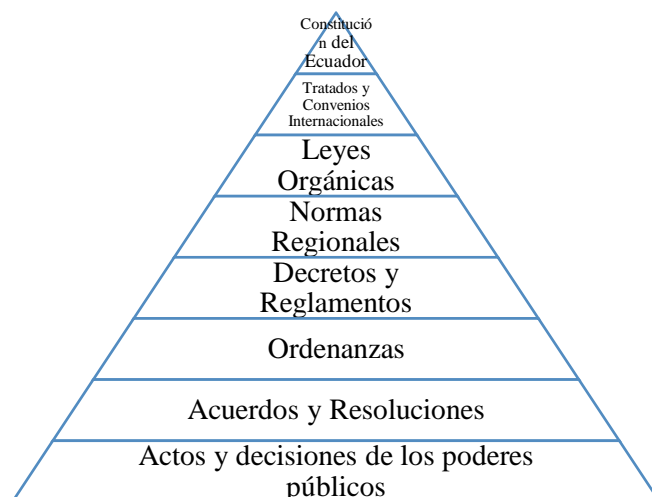 Constitució
n del
Ecuador
Tratados y
Convenios
Internacionales
Leyes
Orgánicas
Normas
Regionales
Decretos y
Reglamentos
Ordenanzas
Acuerdos y Resoluciones
Actos y decisiones de los poderes
públicos